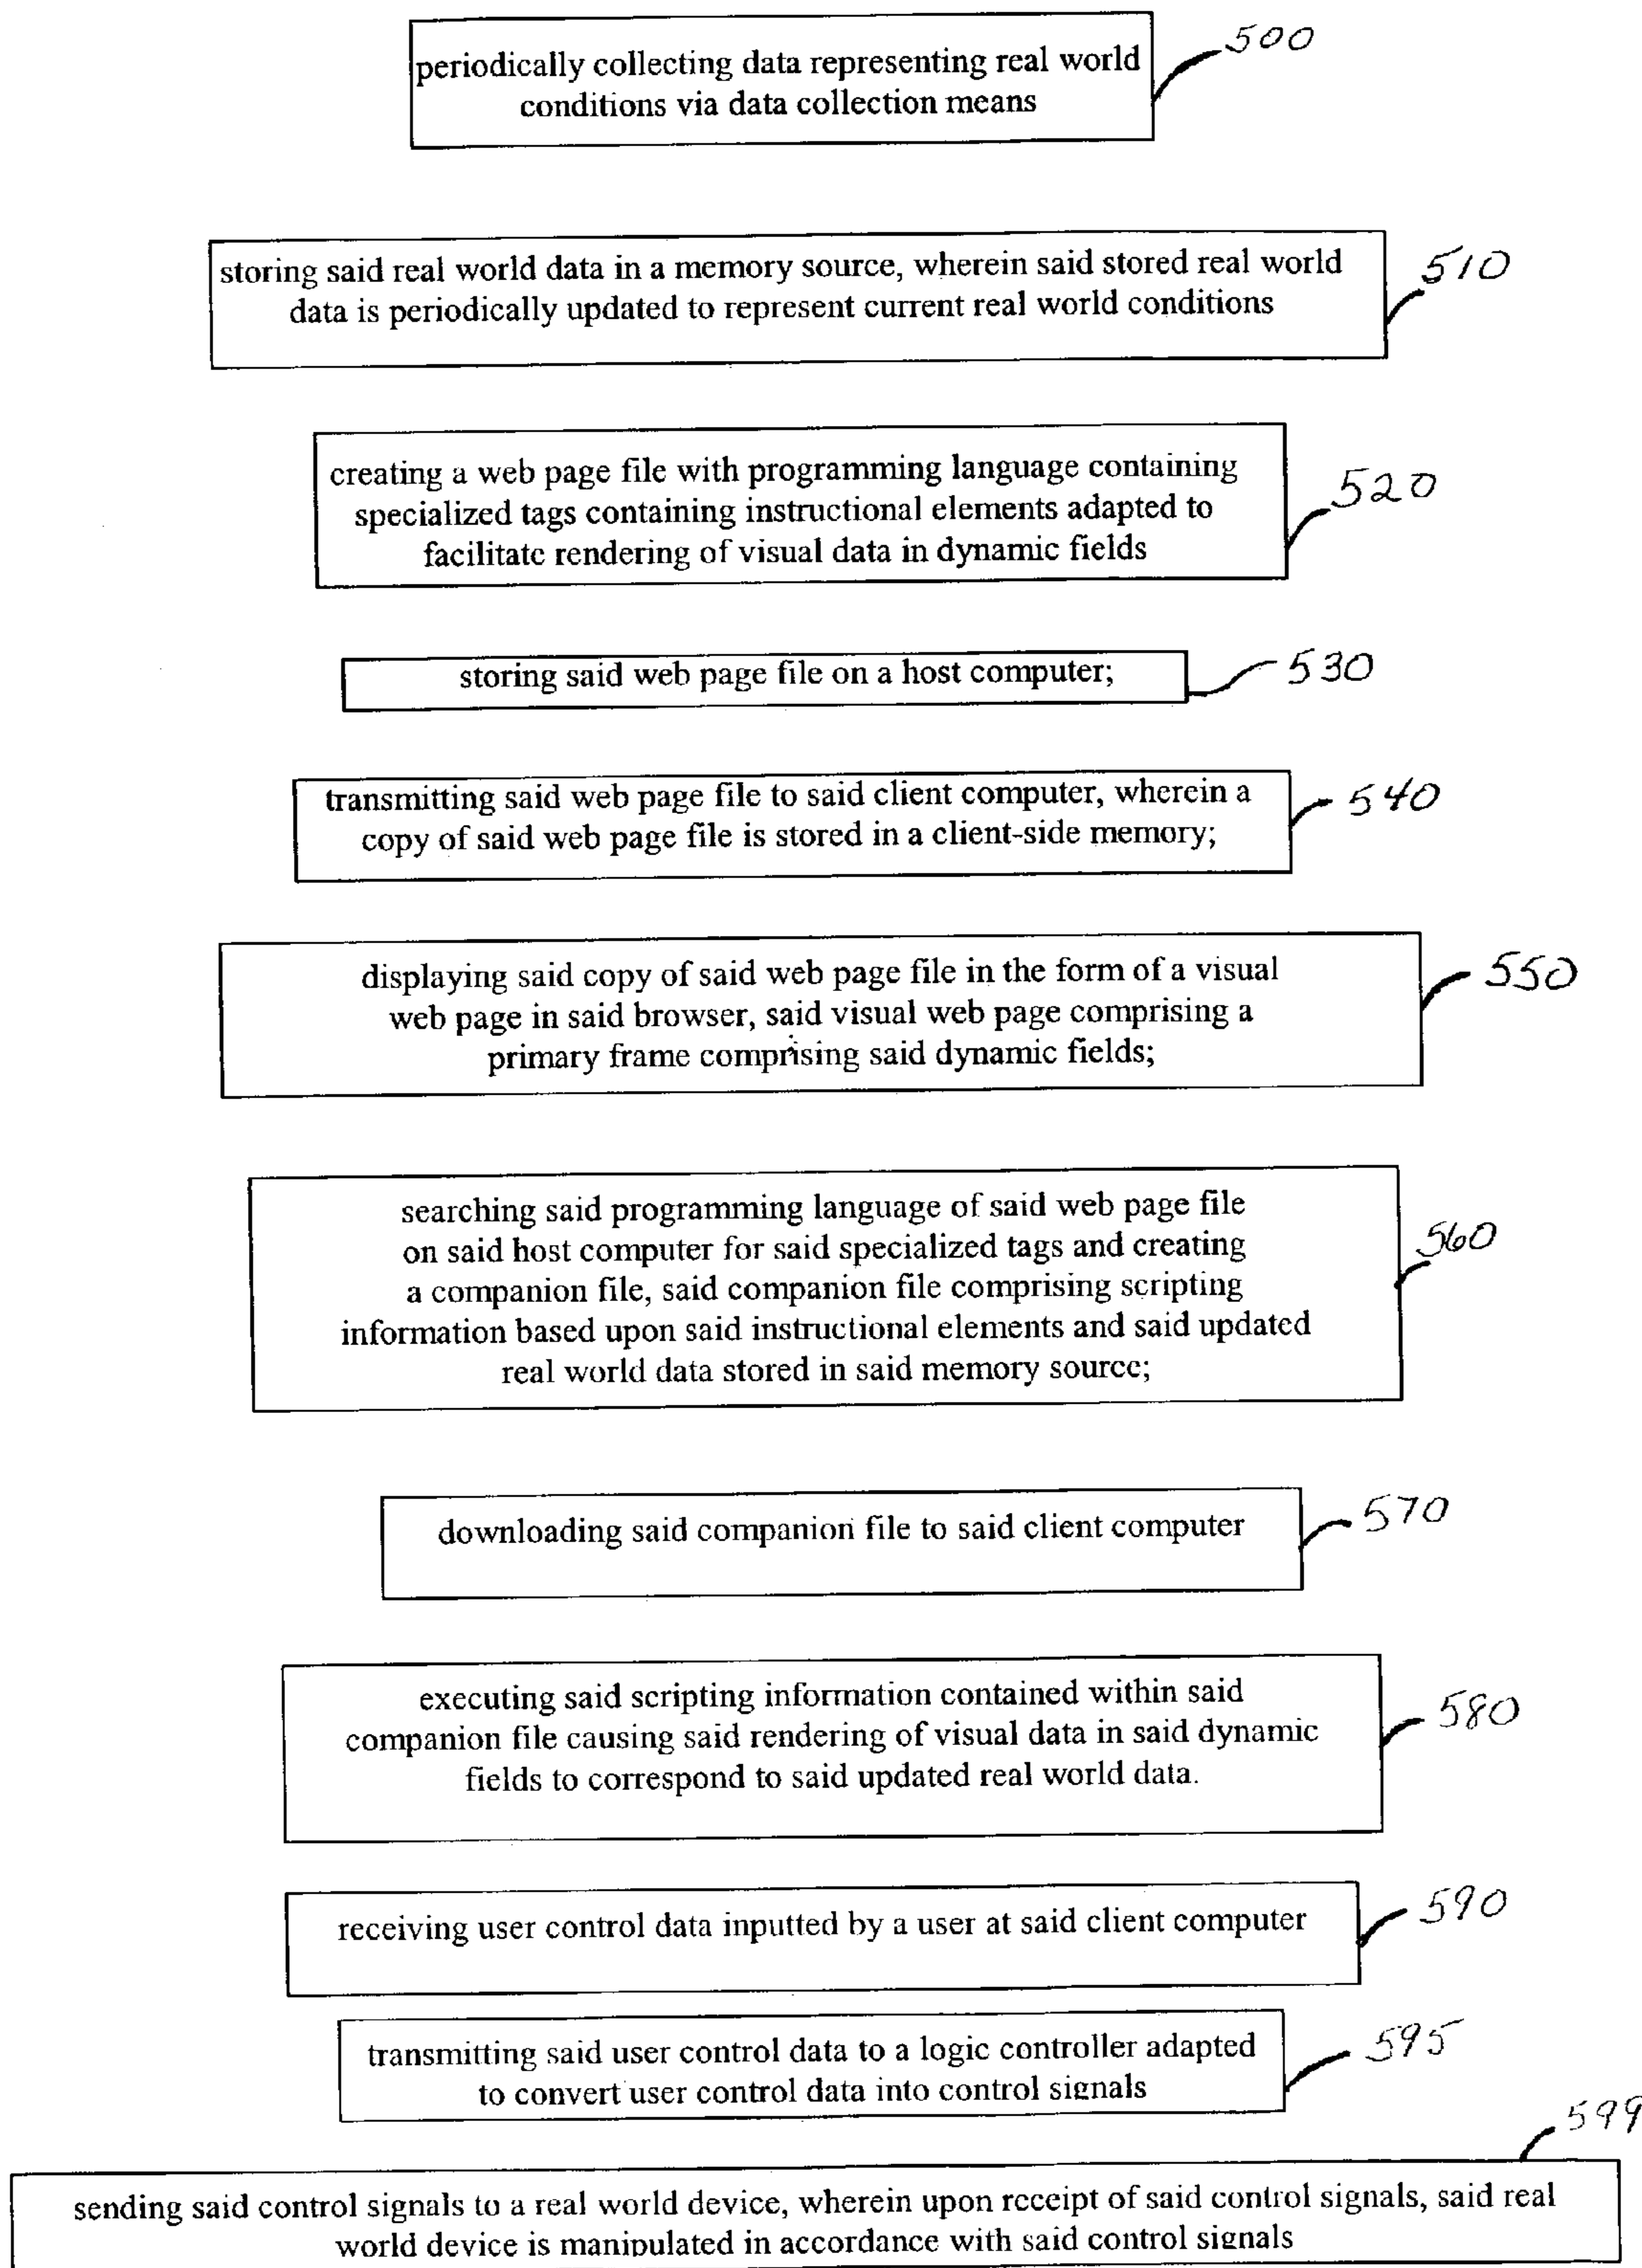 500
periodically collecting data representing real world
conditions via data collection means
510
storing said real world data in a memory source, wherein said stored real world
data is periodically updated to represent current real world conditions
520
creating a web page file with programming language containing
specialized tags containing instructional elements adapted to
facilitate rendering of visual data in dynamic fields
530
storing said web page file on a host computer;
540
transmitting said web page file to said client computer, wherein a
copy of said web page file is stored in a client-side memory;
550
displaying said copy of said web page file in the form of a visual
web page in said browser, said visual web page comprising a
primary frame comprising said dynamic fields;
560
searching said programming language of said web page file
on said host computer for said specialized tags and creating
a companion file, said companion file comprising scripting
information based upon said instructional elements and said updated
real world data stored in said memory source;
570
downloading said companion file to said client computer
580
executing said scripting information contained within said
companion file causing said rendering of visual data in said dynamic
fields to correspond to said updated real world data.
590
receiving user control data inputted by a user at said client computer
595
transmitting said user control data to a logic controller adapted
to convert user control data into control signals
599
sending said control signals to a real world device, wherein upon receipt of said control signals, said real
world device is manipulated in accordance with said control signals